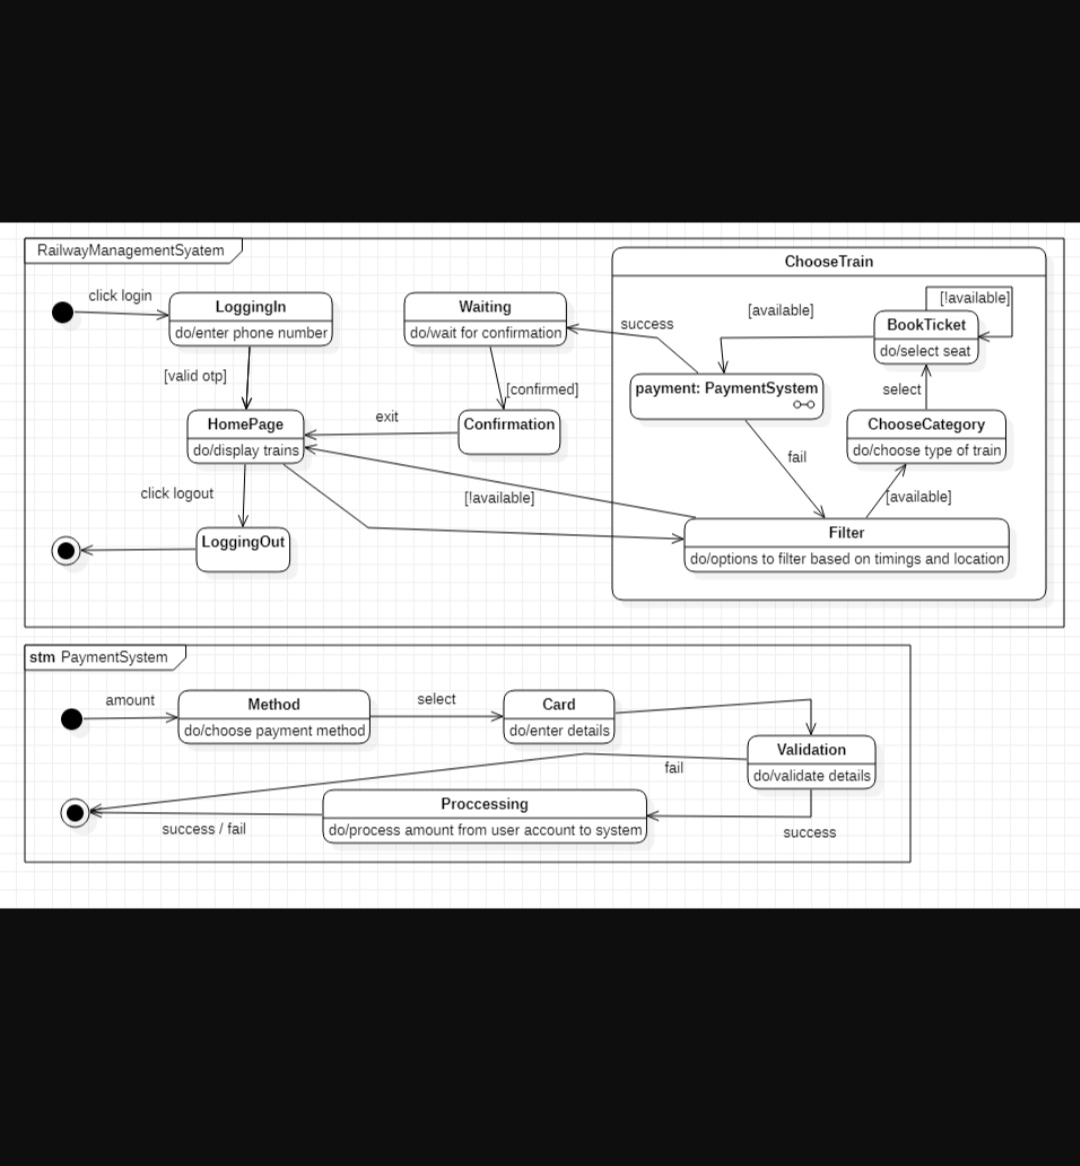 RailwayManagementSyatem
ChooseTrain
click login
LoggingIn
do/enter phone number
Waiting
do/wait for confirmation
success
[available]
[!available]
BookTicket
do/select seat
[valid otp]
[confirmed]
payment: PaymentSystem
select
HomePage
do/display trains
exit
Confirmation
ChooseCategory
do/choose type of train
fail
click logout
[!available]
[available]
LoggingOut
Filter
do/options to filter based on timings and location
stm PaymentSystem
amount
Method
do/choose payment method
select
Card
do/enter details
Validation
do/validate details
fail
Proccessing
do/process amount from user account to system
success / fail
success